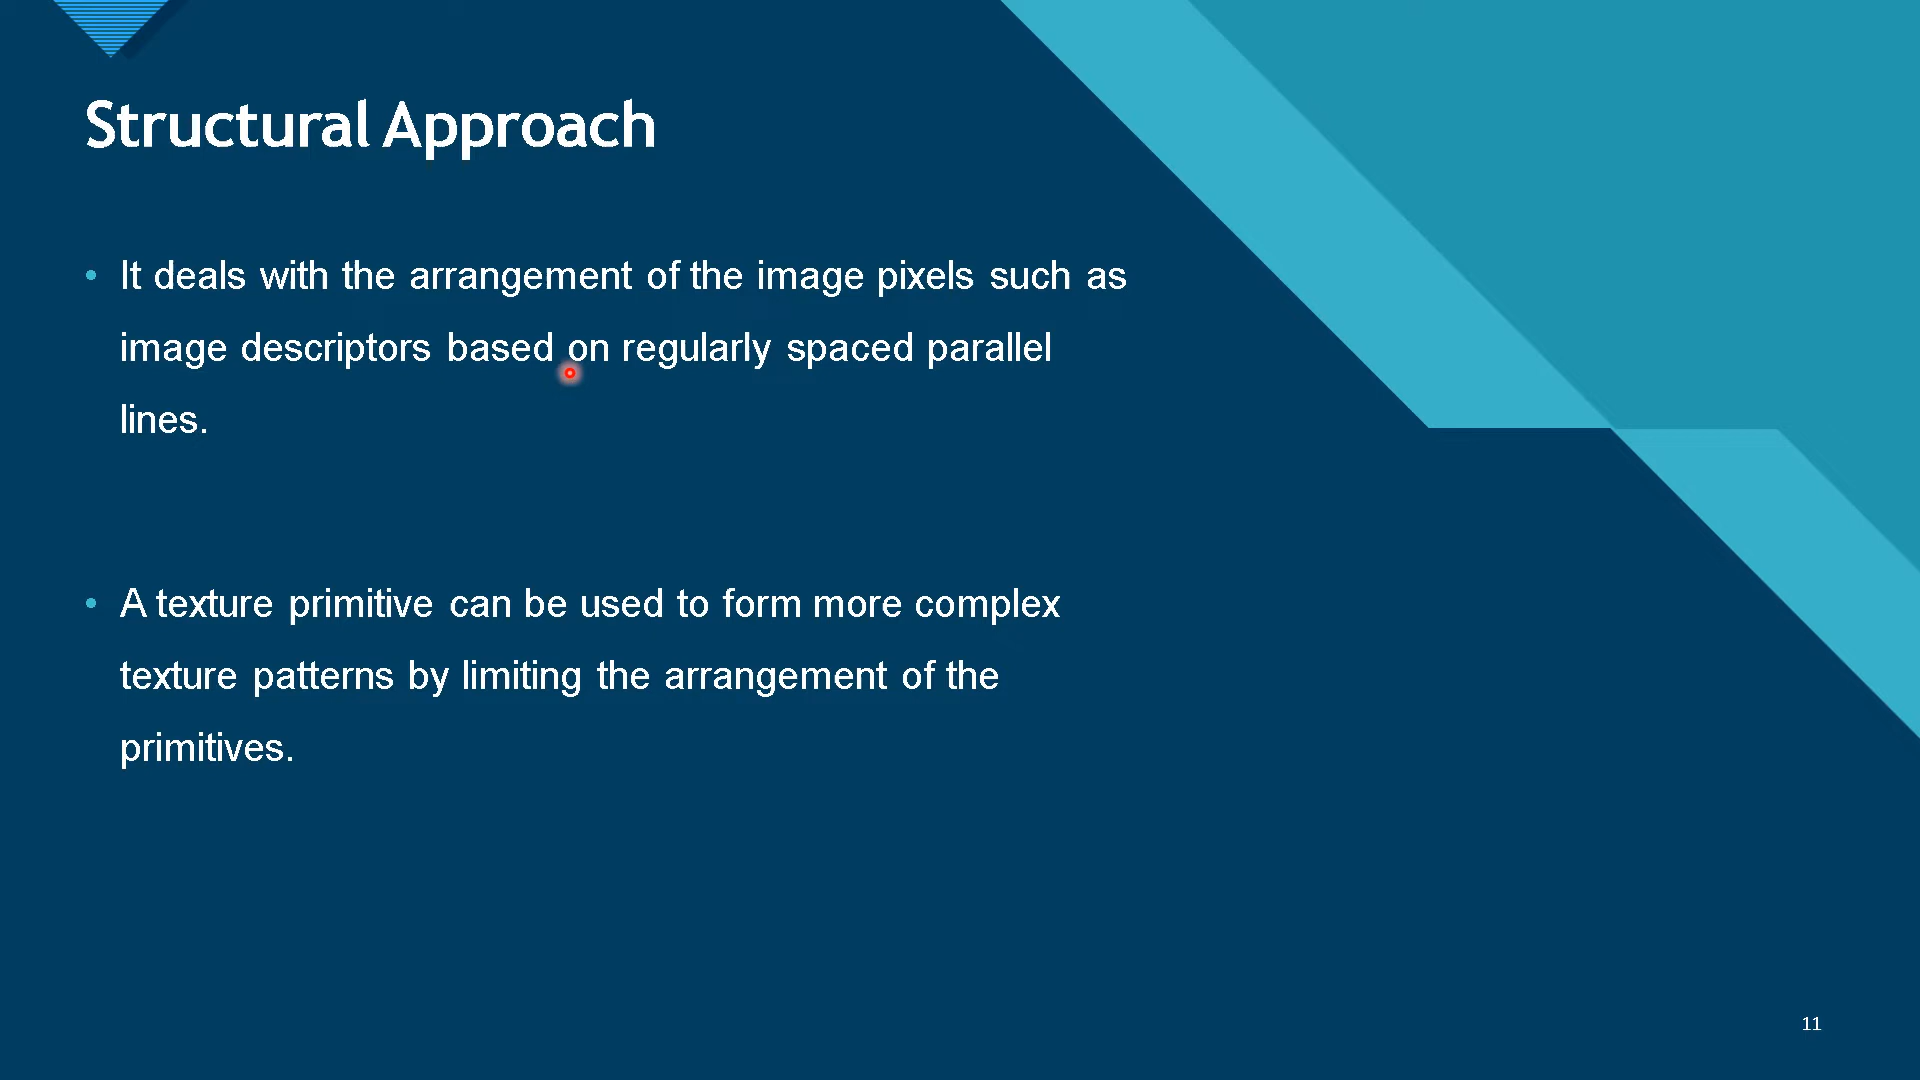 Structural Approach
• It deals with the arrangement of the image pixels such as
image descriptors based on regularly spaced parallel
lines.
• A texture primitive can be used to form more complex
texture patterns by limiting the arrangement of the
primitives.
11